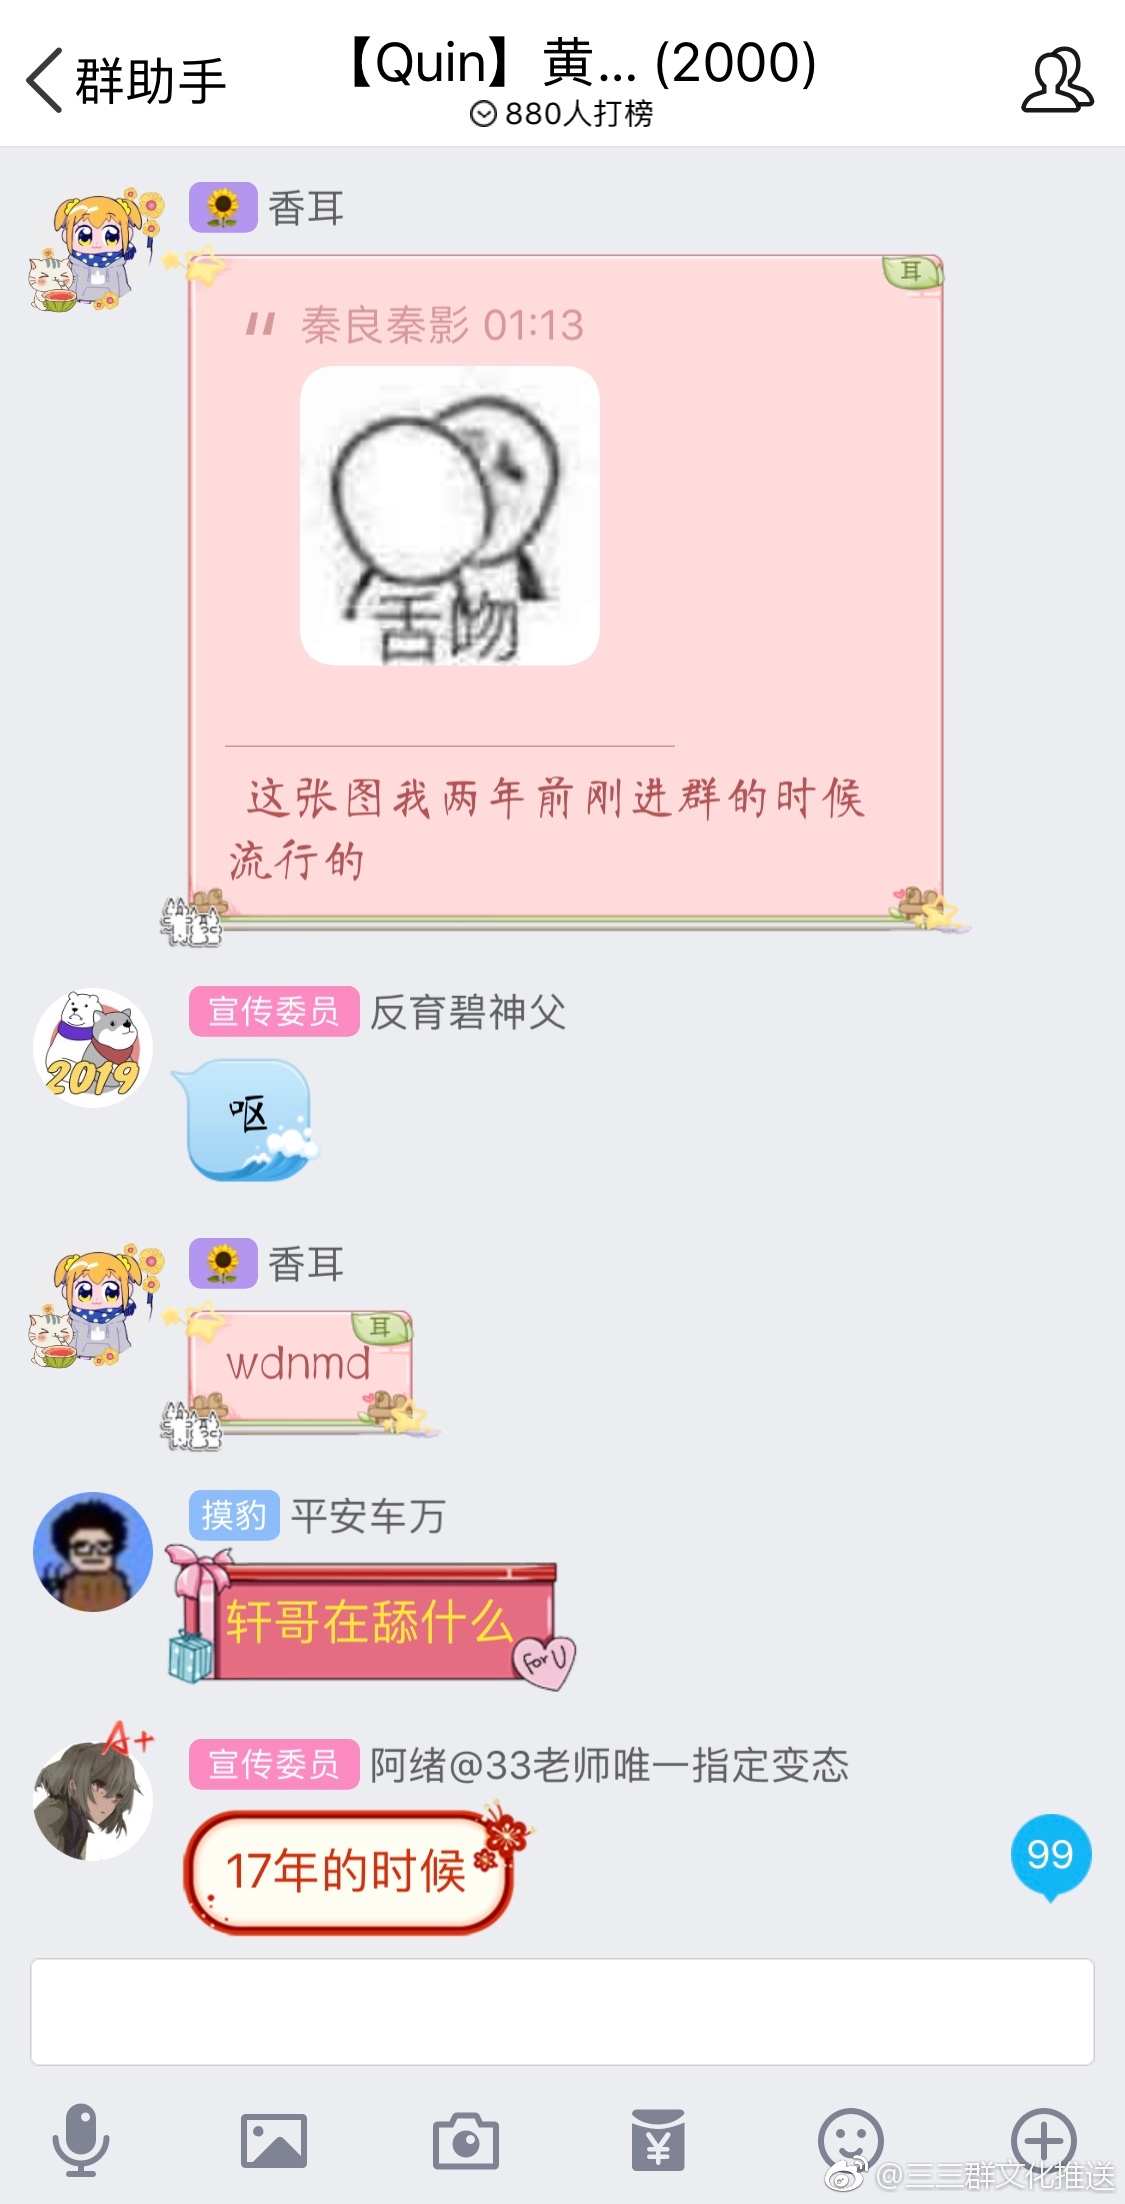 群助手
【Quin】黄... (2000)
880人打榜
香耳
耳
秦良秦影 01:13
舌吻
这张图我两年前刚进群的时候
流行的
宣传委员 反育碧神父
2019
呕
香耳
耳
wdnmd
摸豹 平安车万
轩哥在舔什么
for U
A+
宣传委员 阿绪@33老师唯一指定变态
17年的时候
99
¥
@三三群文化推送